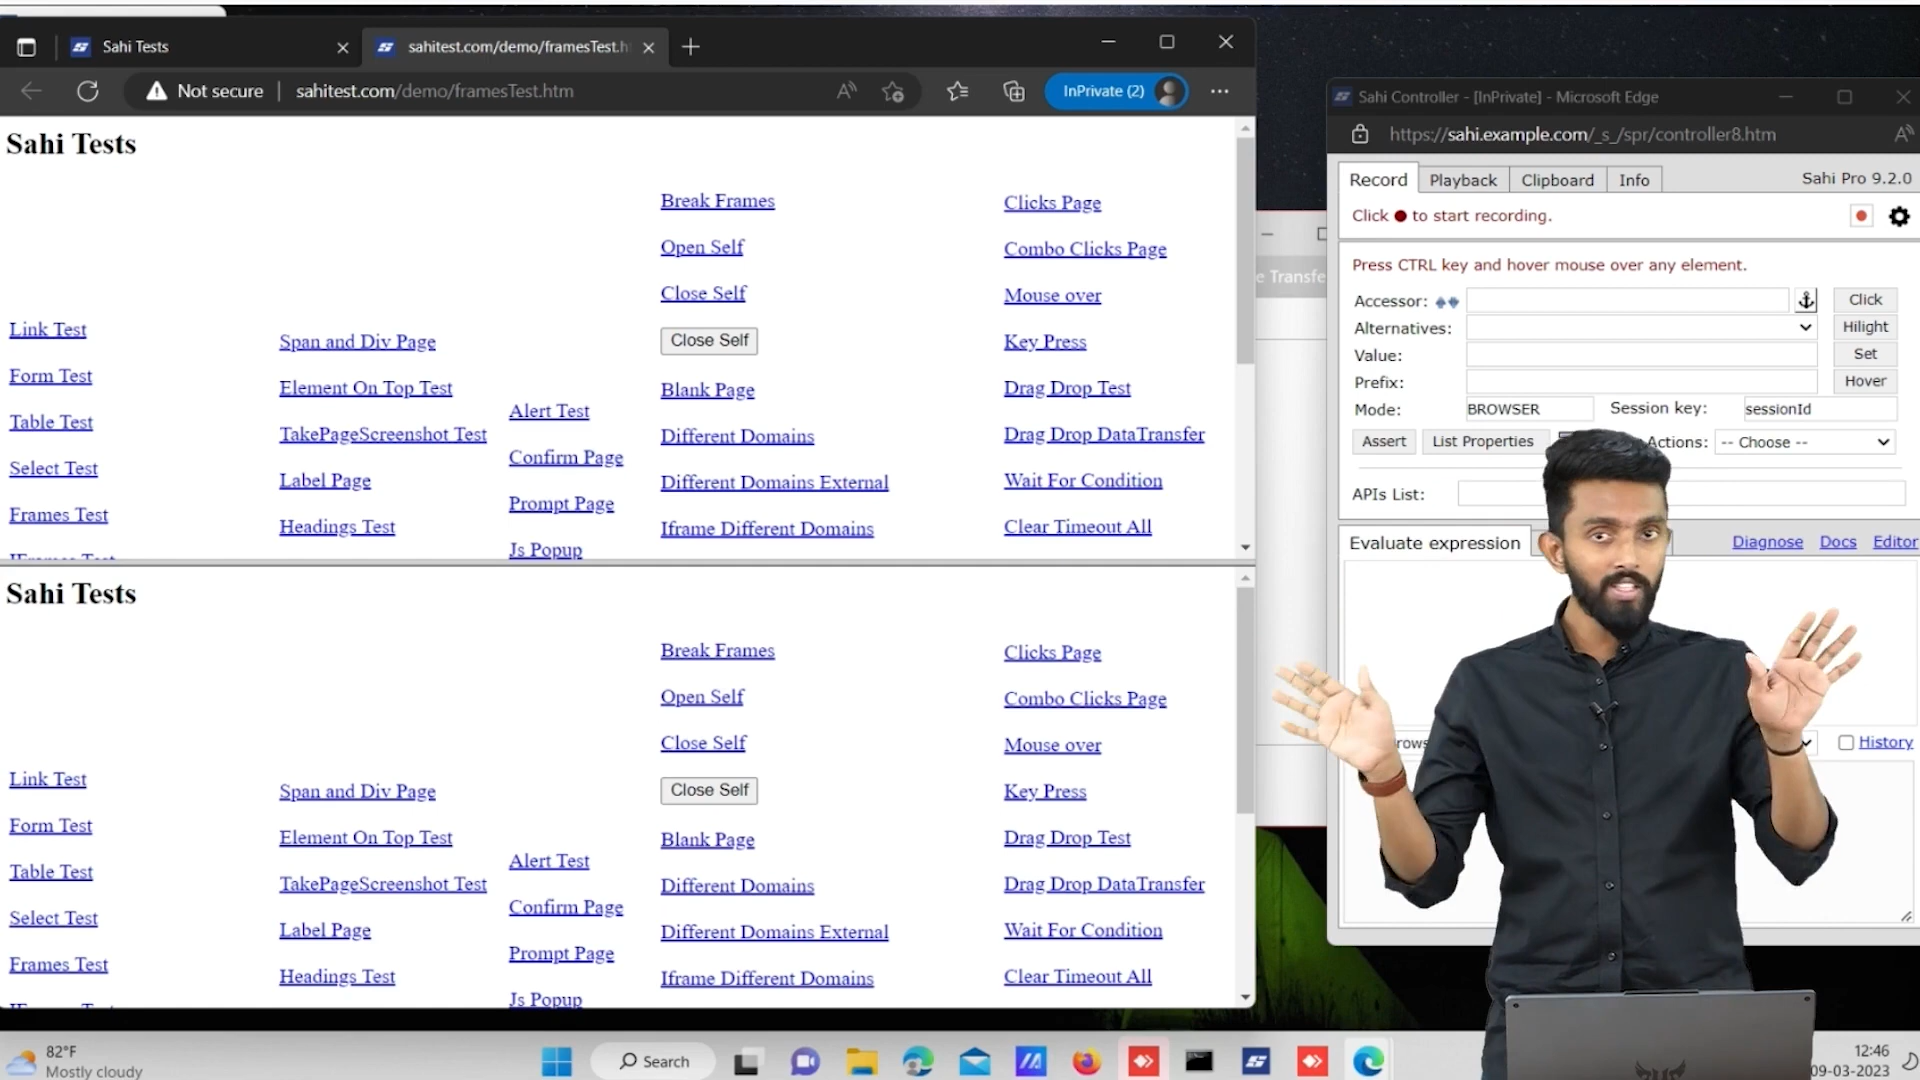 Sahi Tests
sahitest.com/demo/framesTest.h
Not secure
sahitest.com/demo/framesTest.htm
InPrivate (2)
Sahi Tests
Break Frames
Clicks Page
Open Self
Combo Clicks Page
Close Self
Mouse over
Link Test
Span and Div Page
Close Self
Key Press
Form Test
Element On Top Test
Blank Page
Drag Drop Test
Table Test
TakePageScreenshot Test
Alert Test
Different Domains
Drag Drop DataTransfer
Select Test
Label Page
Confirm Page
Different Domains External
Wait For Condition
Frames Test
Headings Test
Prompt Page
Iframe Different Domains
Clear Timeout All
IFrames Test
Js Popup
Sahi Tests
Break Frames
Clicks Page
Open Self
Combo Clicks Page
Close Self
Mouse over
Link Test
Span and Div Page
Close Self
Key Press
Form Test
Element On Top Test
Blank Page
Drag Drop Test
Table Test
TakePageScreenshot Test
Alert Test
Different Domains
Drag Drop DataTransfer
Select Test
Label Page
Confirm Page
Different Domains External
Wait For Condition
Frames Test
Headings Test
Prompt Page
Iframe Different Domains
Clear Timeout All
Js Popup
e Transfe
Sahi Controller - [InPrivate] - Microsoft Edge
https://sahi.example.com/_s_/spr/controller8.htm
Record
Playback
Clipboard
Info
Sahi Pro 9.2.0
Click ● to start recording.
Press CTRL key and hover mouse over any element.
Accessor:
Click
Alternatives:
Hilight
Value:
Set
Prefix:
Hover
Mode:
BROWSER
Session key:
sessionId
Assert
List Properties
Actions:
-- Choose --
APIs List:
Evaluate expression
Diagnose
Docs
Editor
rows
History
82°F
Mostly cloudy
Search
12:46
09-03-2023